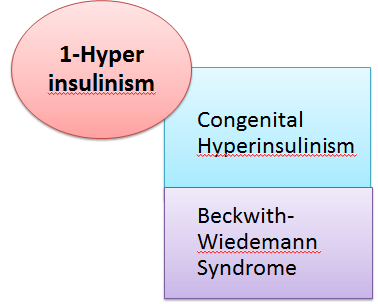 1-Hyper
insulinism
Congenital
Hyperinsulinism
Beckwith-
Wiedemann
Syndrome